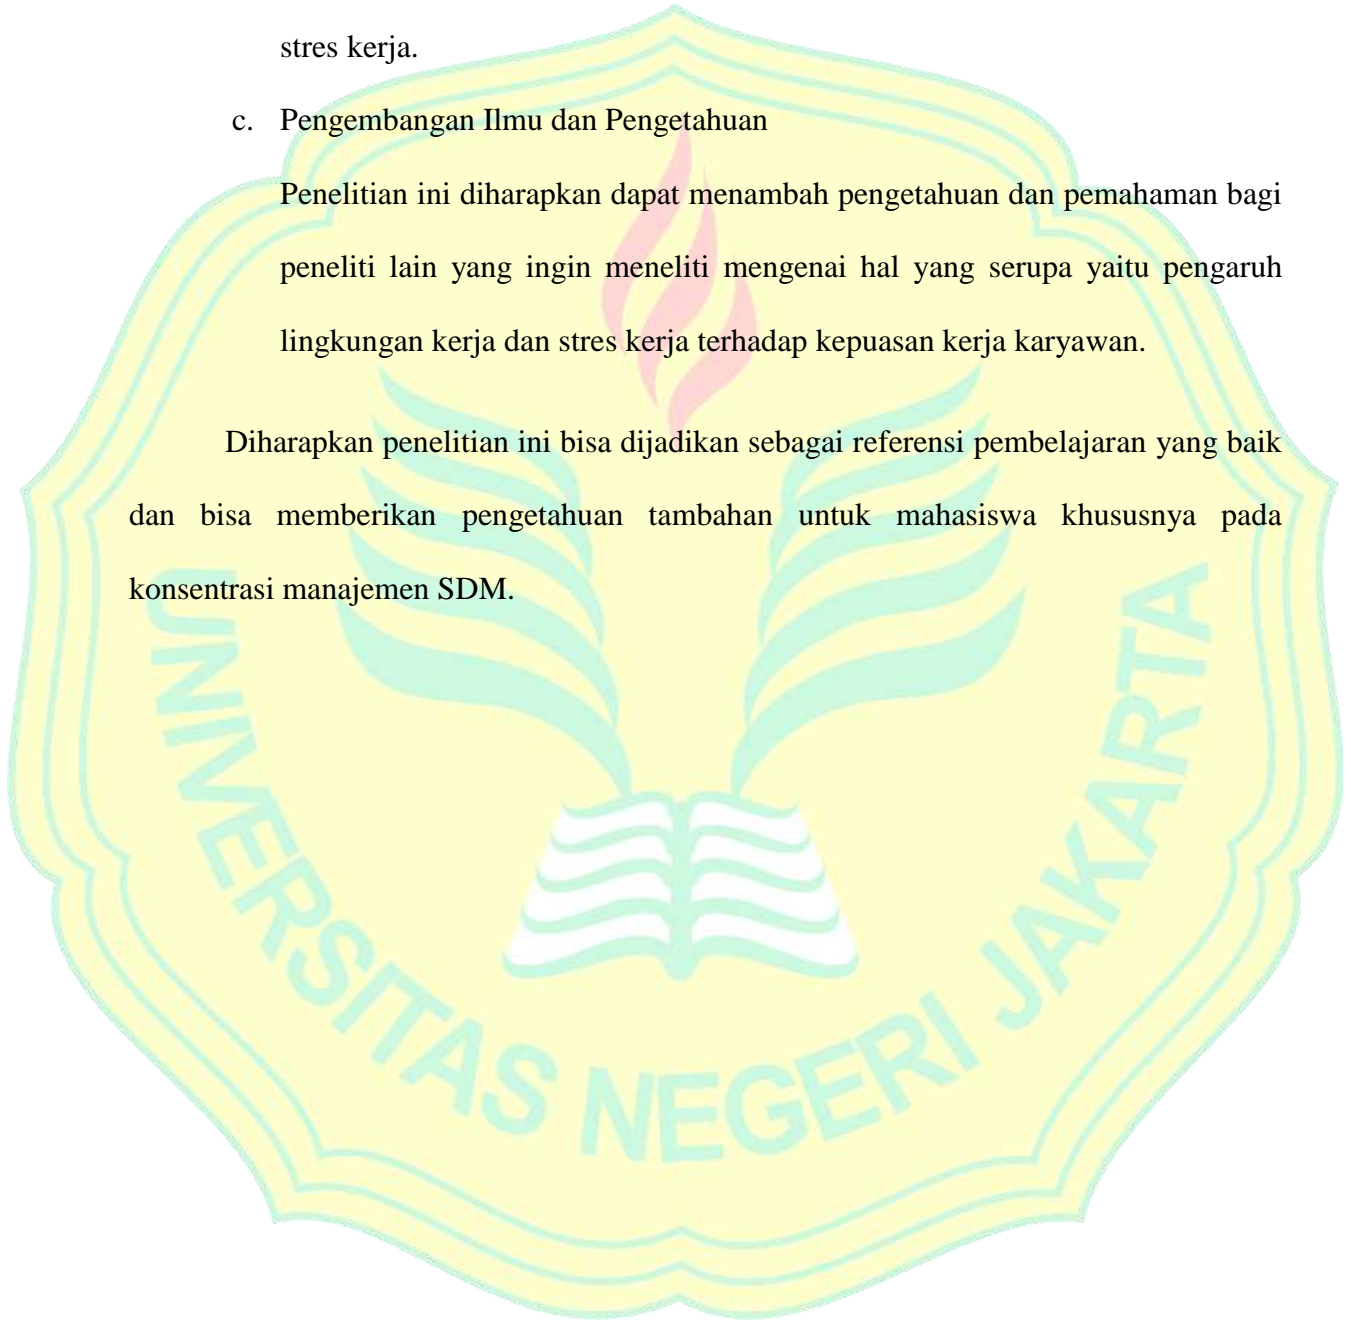 stres kerja.
c. Pengembangan Ilmu dan Pengetahuan
Penelitian ini diharapkan dapat menambah pengetahuan dan pemahaman bagi
peneliti lain yang ingin meneliti mengenai hal yang serupa yaitu pengaruh
lingkungan kerja dan stres kerja terhadap kepuasan kerja karyawan.
Diharapkan penelitian ini bisa dijadikan sebagai referensi pembelajaran yang baik
dan bisa memberikan pengetahuan tambahan untuk mahasiswa khususnya pada
konsentrasi manajemen SDM.
UNIVERSITAS NEGERI JAKARTA